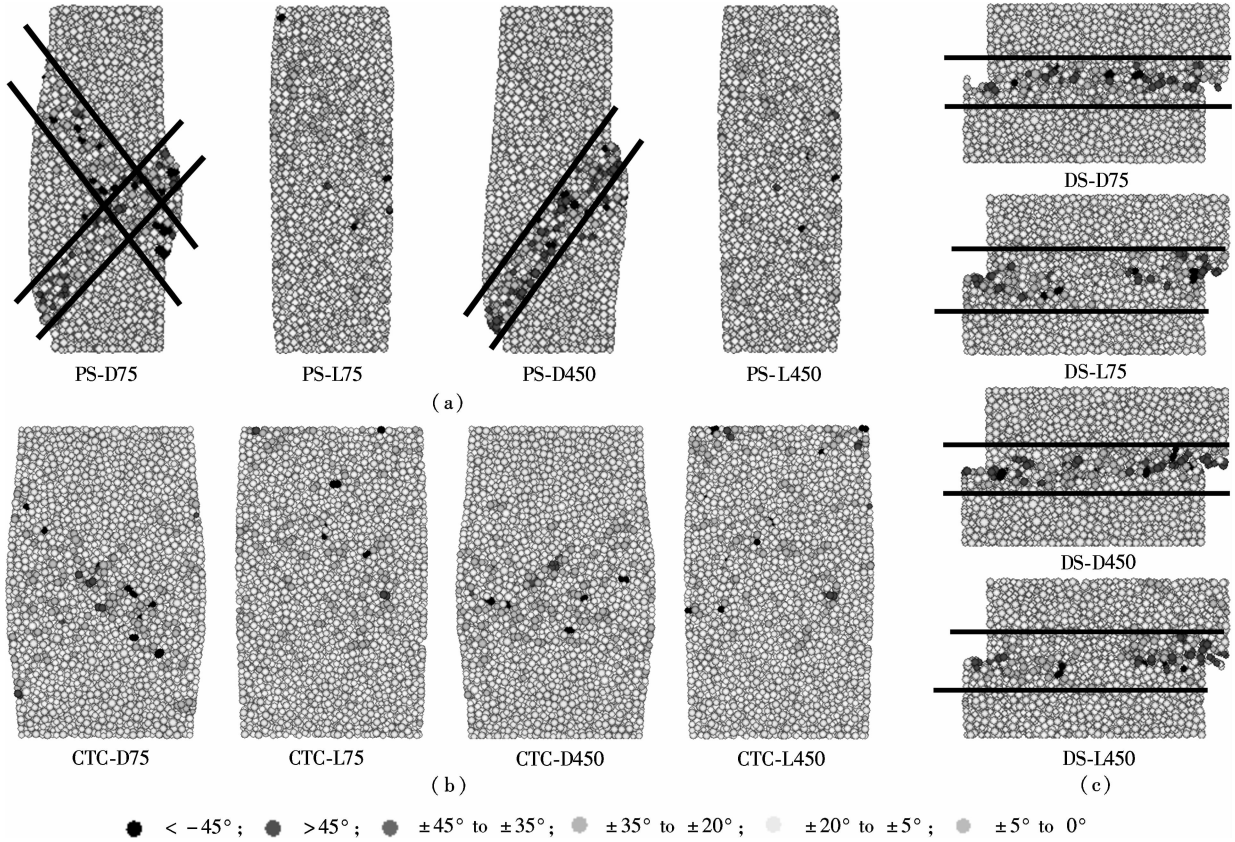 PS-D75
PS-L75
PS-D450
PS-L450
(a)
CTC-D75
CTC-L75
CTC-D450
CTC-L450
(b)
DS-D75
DS-L75
DS-D450
DS-L450
(c)
< -45°; >45°; ±45° to ±35°; ±35° to ±20°; ±20° to ±5°; ±5° to 0°